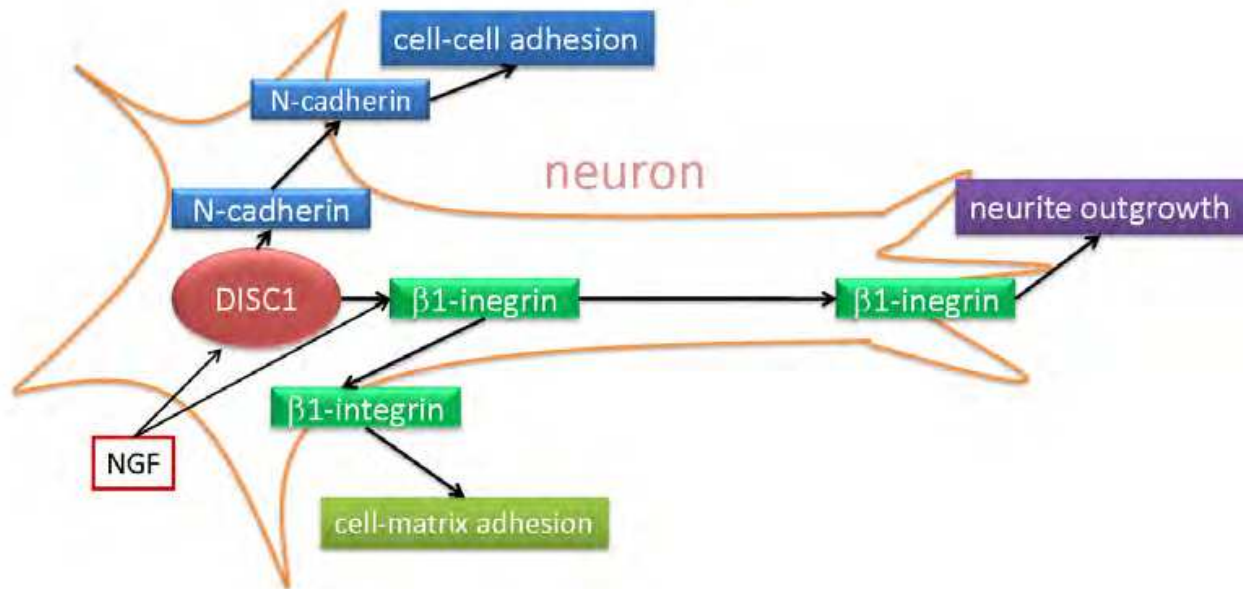 cell-cell adhesion
N-cadherin
neuron
N-cadherin
neurite outgrowth
DISC1
β1-inegrin
β1-inegrin
β1-integrin
NGF
cell-matrix adhesion